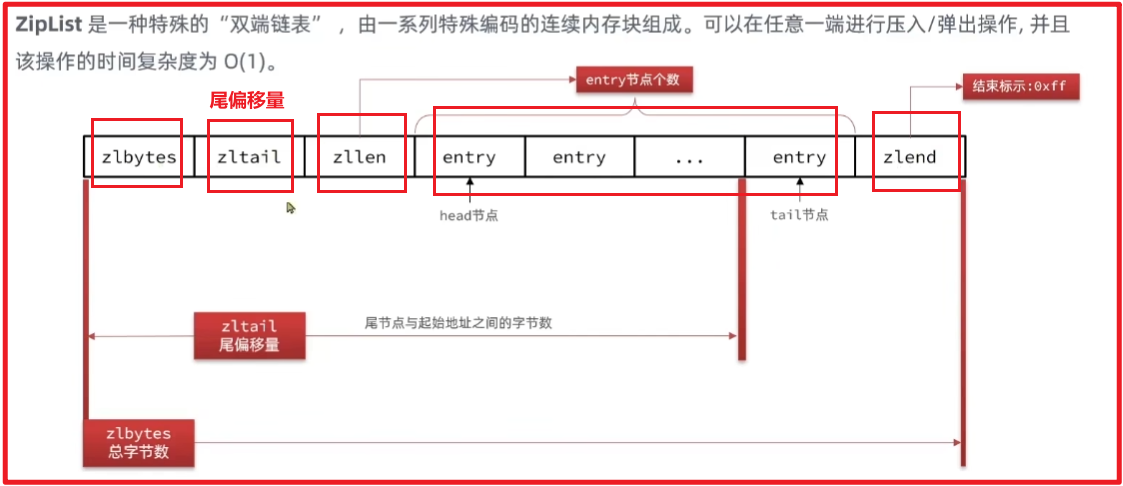 ZipList 是一种特殊的“双端链表” ，由一系列特殊编码的连续内存块组成。可以在任意一端进行压入/弹出操作, 并且
该操作的时间复杂度为 O(1)。
entry节点个数
结束标示:0xff
尾偏移量
zlbytes zltail zllen entry entry ... entry zlend
head节点 tail节点
zltail
尾偏移量
尾节点与起始地址之间的字节数
zlbytes
总字节数